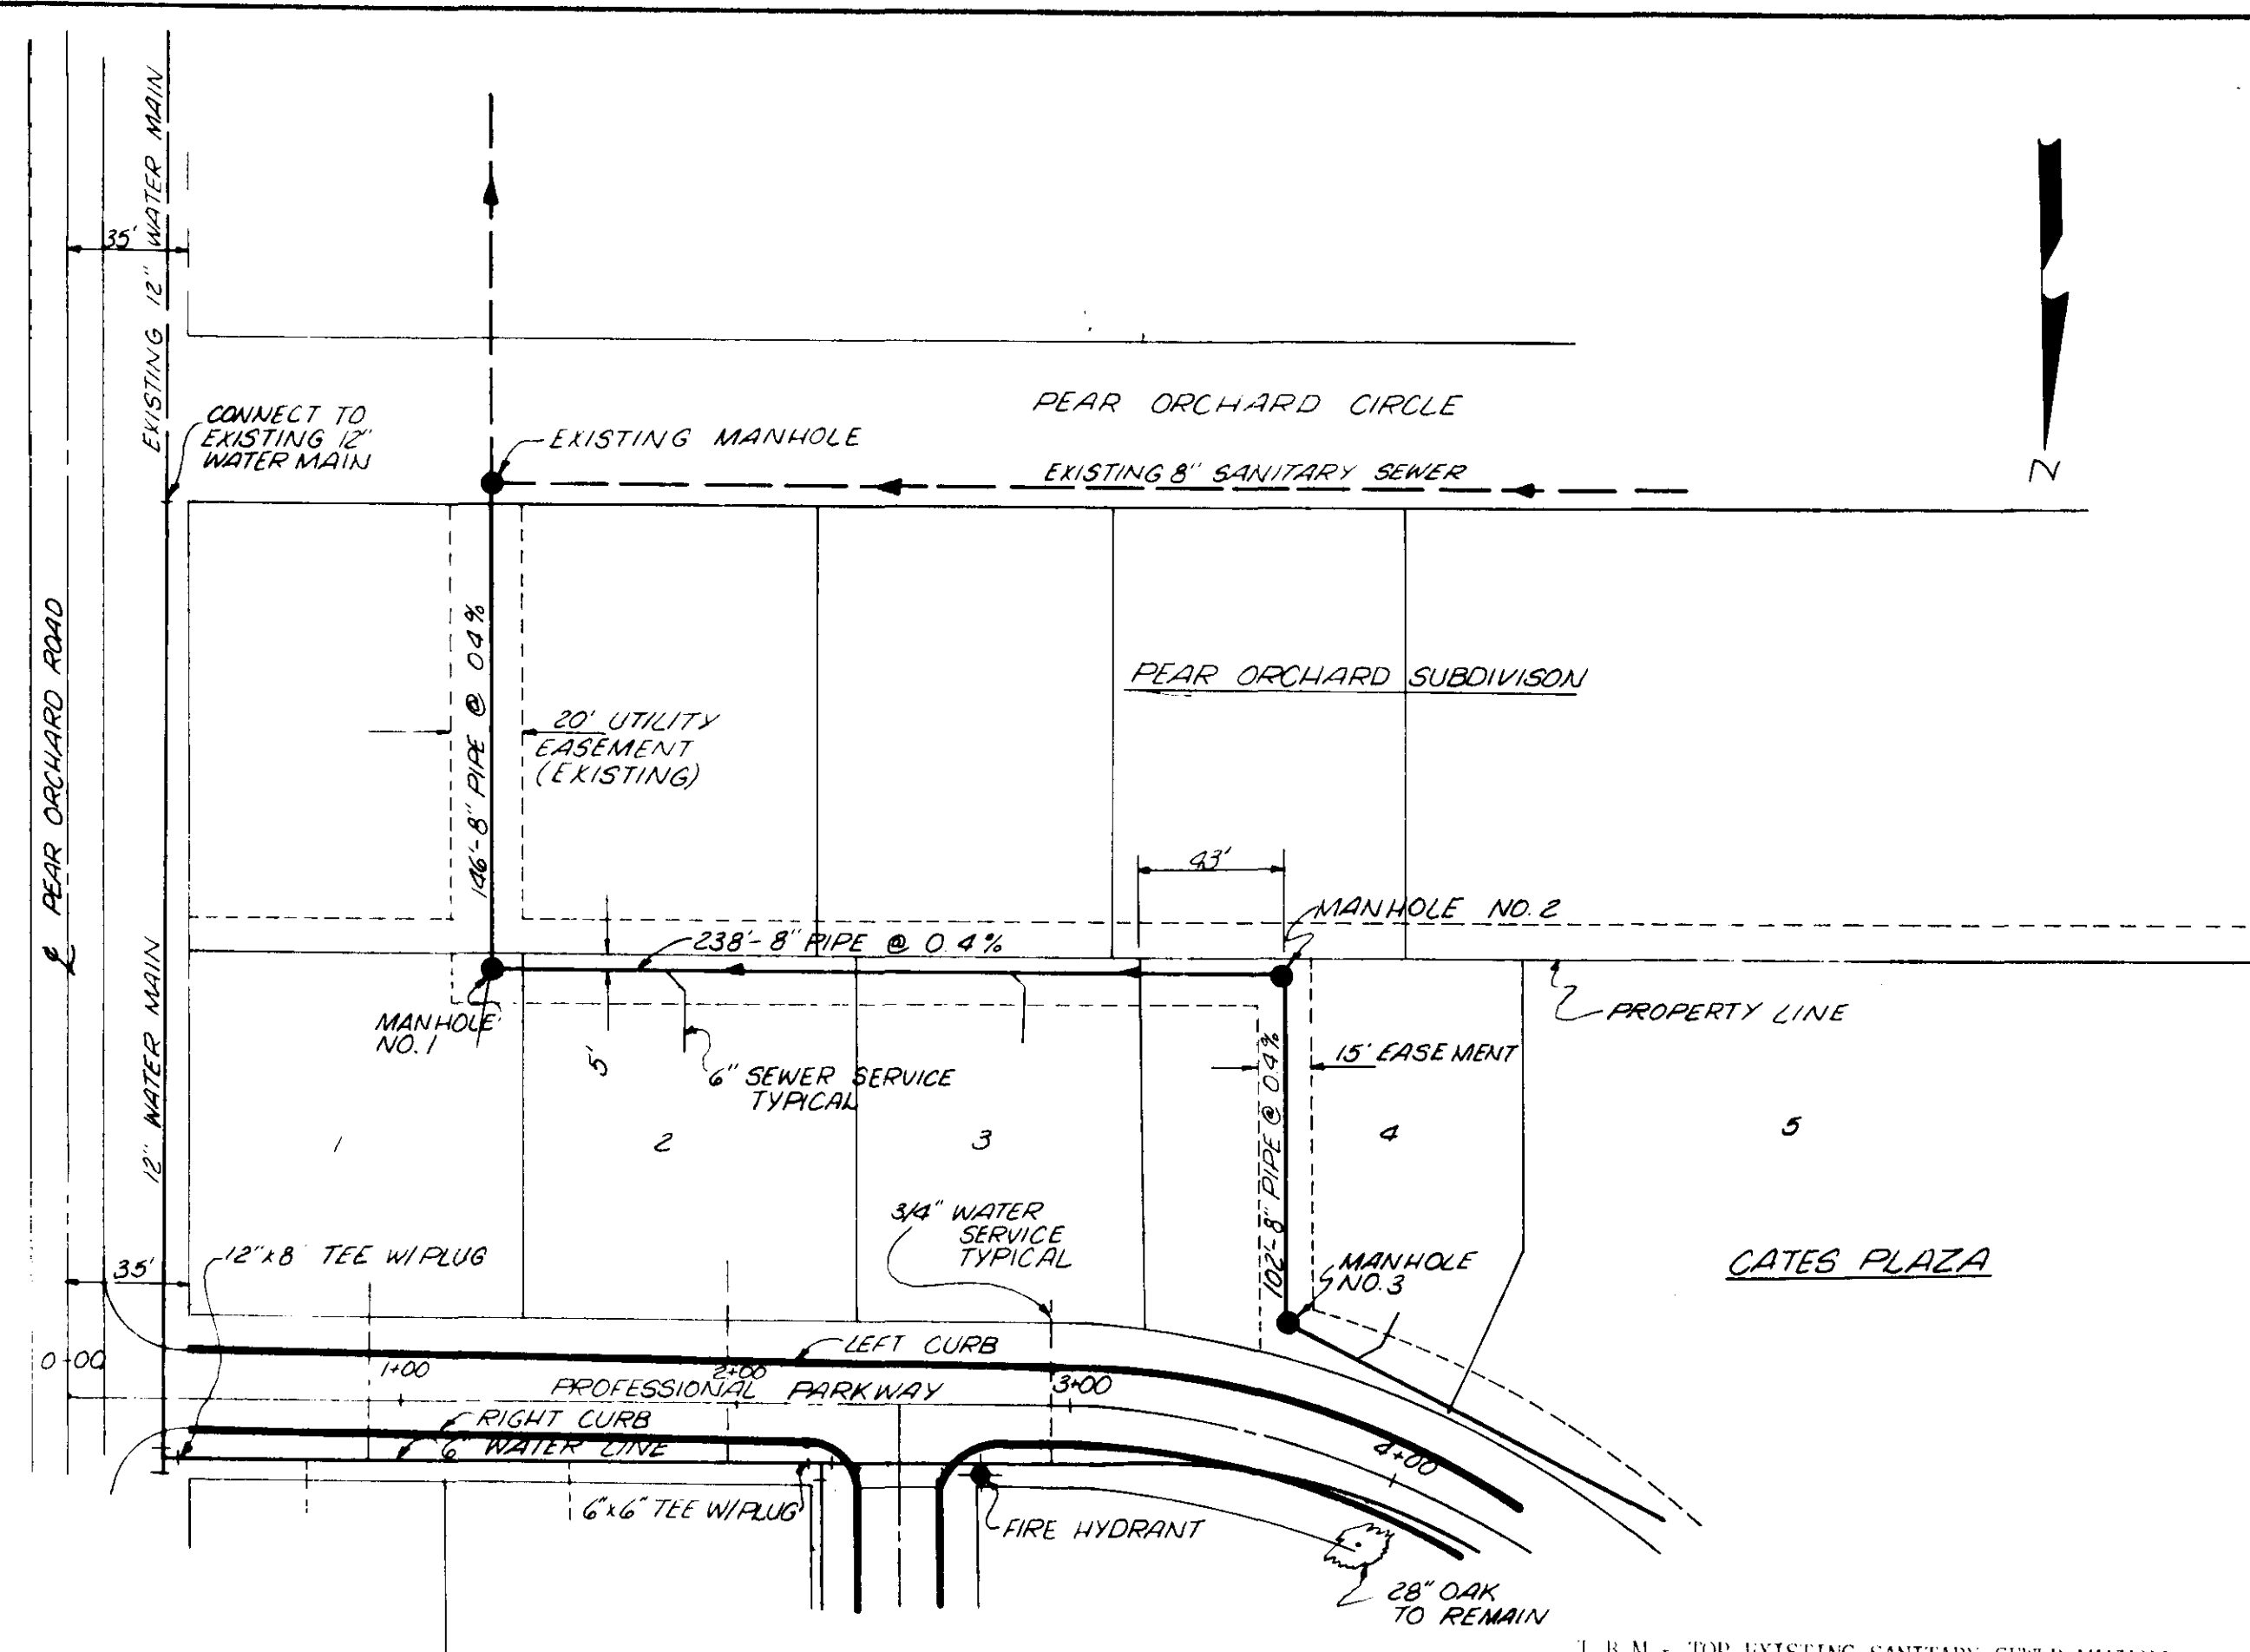 EXISTING 12" WATER MAIN
35'
PEAR ORCHARD CIRCLE
CONNECT TO
EXISTING 12"
WATER MAIN
EXISTING MANHOLE
EXISTING 8" SANITARY SEWER
N
℄ PEAR ORCHARD ROAD
146'-8" PIPE @ 0.4%
PEAR ORCHARD SUBDIVISON
20' UTILITY
EASEMENT
(EXISTING)
43'
MANHOLE NO. 2
238'-8" PIPE @ 0.4%
12" WATER MAIN
MANHOLE
NO. 1
5'
6" SEWER SERVICE
TYPICAL
PROPERTY LINE
15' EASEMENT
102'-8" PIPE @ 0.4%
1
2
3
4
5
3/4" WATER
SERVICE
TYPICAL
12"x8" TEE W/PLUG
35'
MANHOLE
NO. 3
CATES PLAZA
LEFT CURB
0+00
1+00
2+00
3+00
4+00
PROFESSIONAL PARKWAY
RIGHT CURB
6" WATER LINE
6"x6" TEE W/PLUG
FIRE HYDRANT
28" OAK
TO REMAIN
T.B.M. - TOP EXISTING SANITARY SEWER